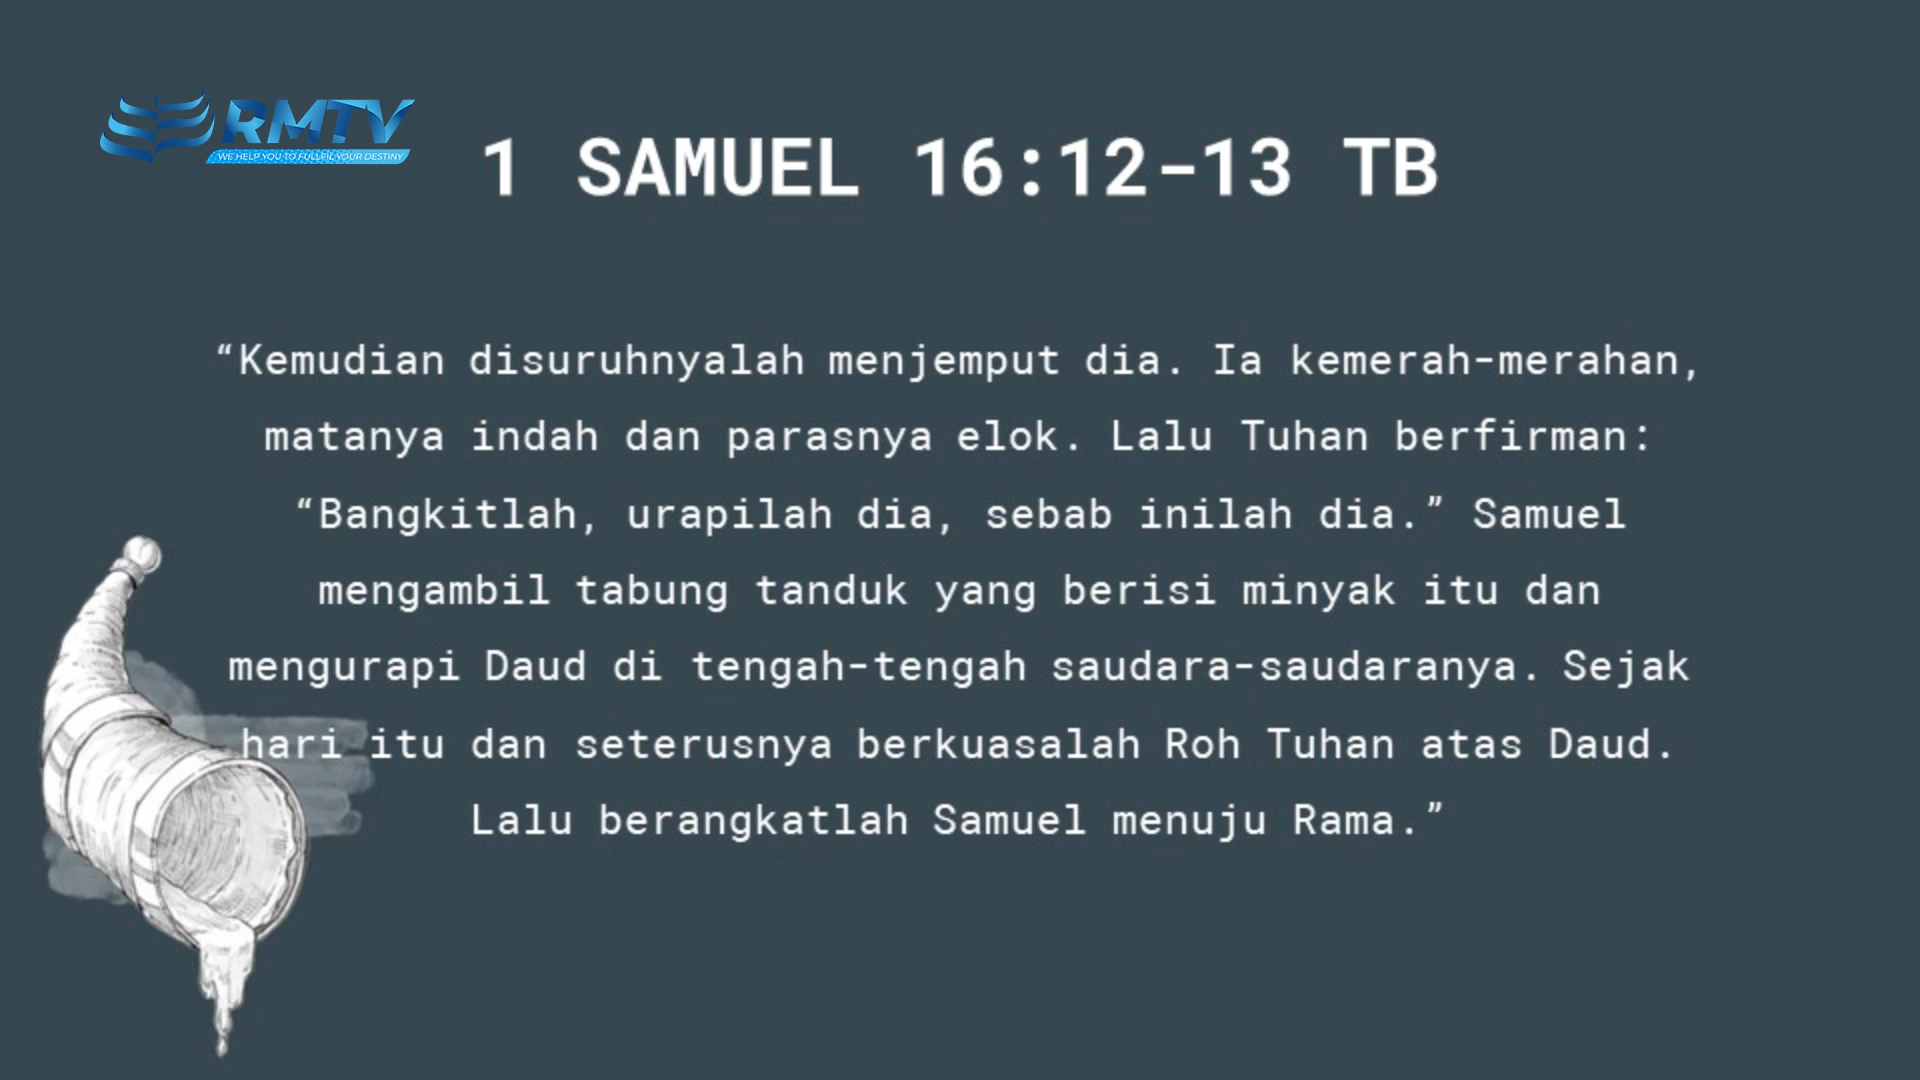 RMTV
WE HELP YOU TO FULLFIL YOUR DESTINY
1 SAMUEL 16:12-13 TB
“Kemudian disuruhnyalah menjemput dia. Ia kemerah-merahan,
matanya indah dan parasnya elok. Lalu Tuhan berfirman:
“Bangkitlah, urapilah dia, sebab inilah dia.” Samuel
mengambil tabung tanduk yang berisi minyak itu dan
mengurapi Daud di tengah-tengah saudara-saudaranya. Sejak
hari itu dan seterusnya berkuasalah Roh Tuhan atas Daud.
Lalu berangkatlah Samuel menuju Rama.”